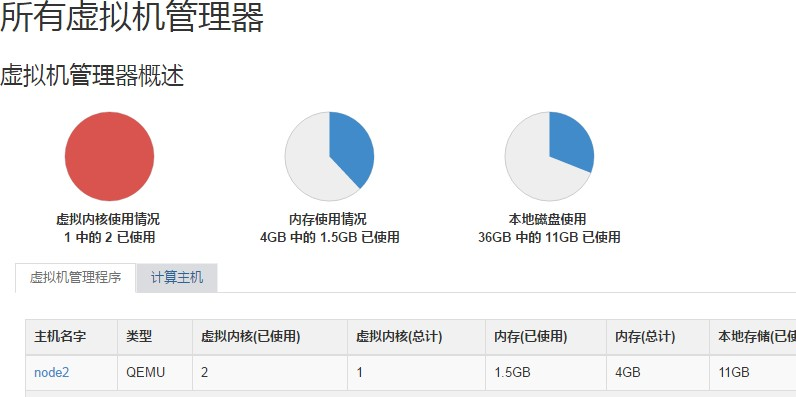 所有虚拟机管理器
虚拟机管理器概述
虚拟内核使用情况
1 中的 2 已使用
内存使用情况
4GB 中的 1.5GB 已使用
本地磁盘使用
36GB 中的 11GB 已使用
虚拟机管理程序 计算主机
主机名字 类型 虚拟内核(已使用) 虚拟内核(总计) 内存(已使用) 内存(总计) 本地存储(已使
node2 QEMU 2 1 1.5GB 4GB 11GB